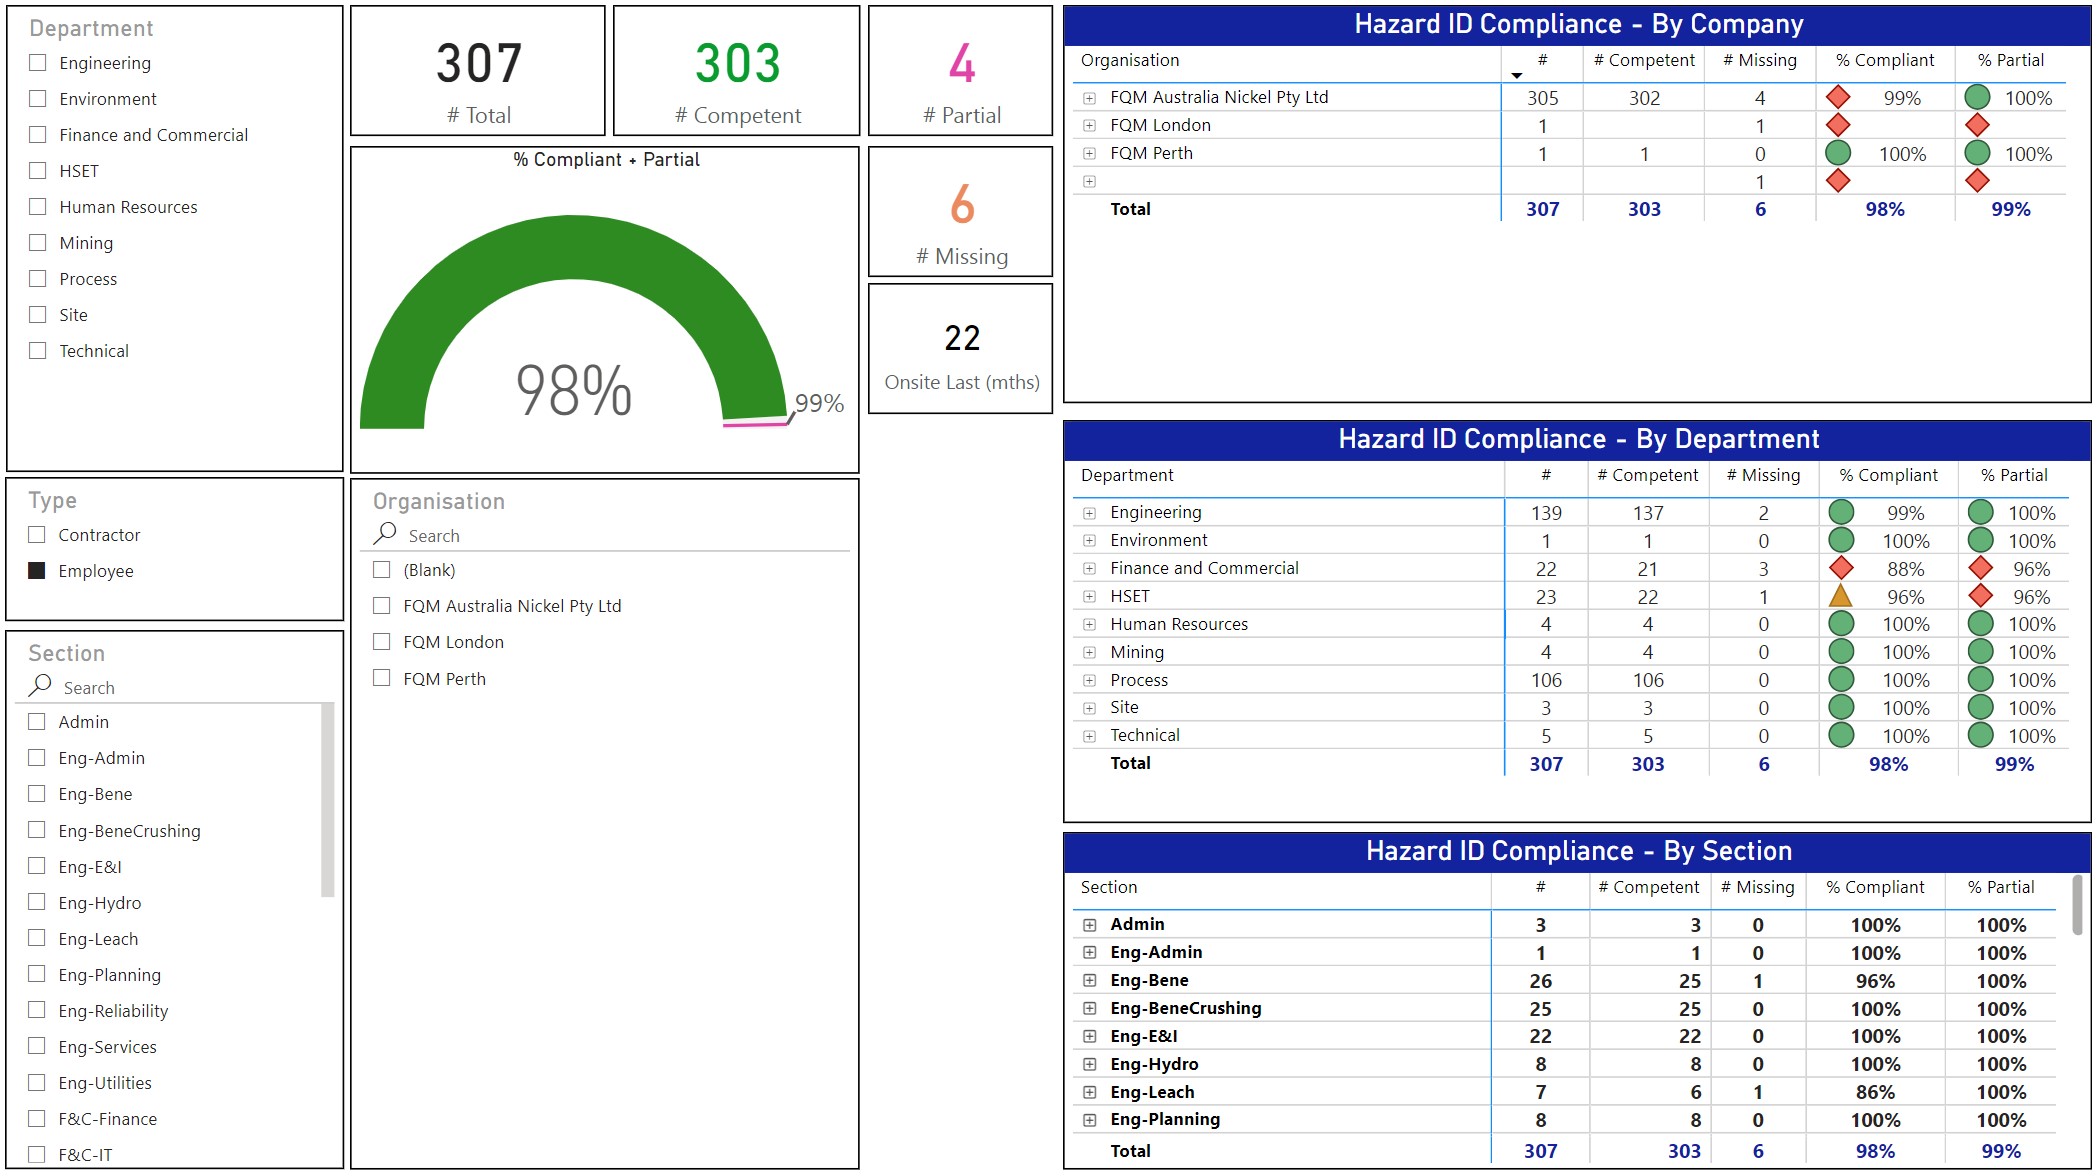 Department
Engineering
Environment
Finance and Commercial
HSET
Human Resources
Mining
Process
Site
Technical
Type
Contractor
Employee
Section
Search
Admin
Eng-Admin
Eng-Bene
Eng-BeneCrushing
Eng-E&I
Eng-Hydro
Eng-Leach
Eng-Planning
Eng-Reliability
Eng-Services
Eng-Utilities
F&C-Finance
F&C-IT
307
# Total
303
# Competent
4
# Partial
% Compliant + Partial
98%
99%
6
# Missing
22
Onsite Last (mths)
Organisation
Search
(Blank)
FQM Australia Nickel Pty Ltd
FQM London
FQM Perth
Hazard ID Compliance - By Company
Organisation # # Competent # Missing % Compliant % Partial
FQM Australia Nickel Pty Ltd 305 302 4 99% 100%
FQM London 1 1
FQM Perth 1 1 0 100% 100%
1
Total 307 303 6 98% 99%
Hazard ID Compliance - By Department
Department # # Competent # Missing % Compliant % Partial
Engineering 139 137 2 99% 100%
Environment 1 1 0 100% 100%
Finance and Commercial 22 21 3 88% 96%
HSET 23 22 1 96% 96%
Human Resources 4 4 0 100% 100%
Mining 4 4 0 100% 100%
Process 106 106 0 100% 100%
Site 3 3 0 100% 100%
Technical 5 5 0 100% 100%
Total 307 303 6 98% 99%
Hazard ID Compliance - By Section
Section # # Competent # Missing % Compliant % Partial
Admin 3 3 0 100% 100%
Eng-Admin 1 1 0 100% 100%
Eng-Bene 26 25 1 96% 100%
Eng-BeneCrushing 25 25 0 100% 100%
Eng-E&I 22 22 0 100% 100%
Eng-Hydro 8 8 0 100% 100%
Eng-Leach 7 6 1 86% 100%
Eng-Planning 8 8 0 100% 100%
Total 307 303 6 98% 99%